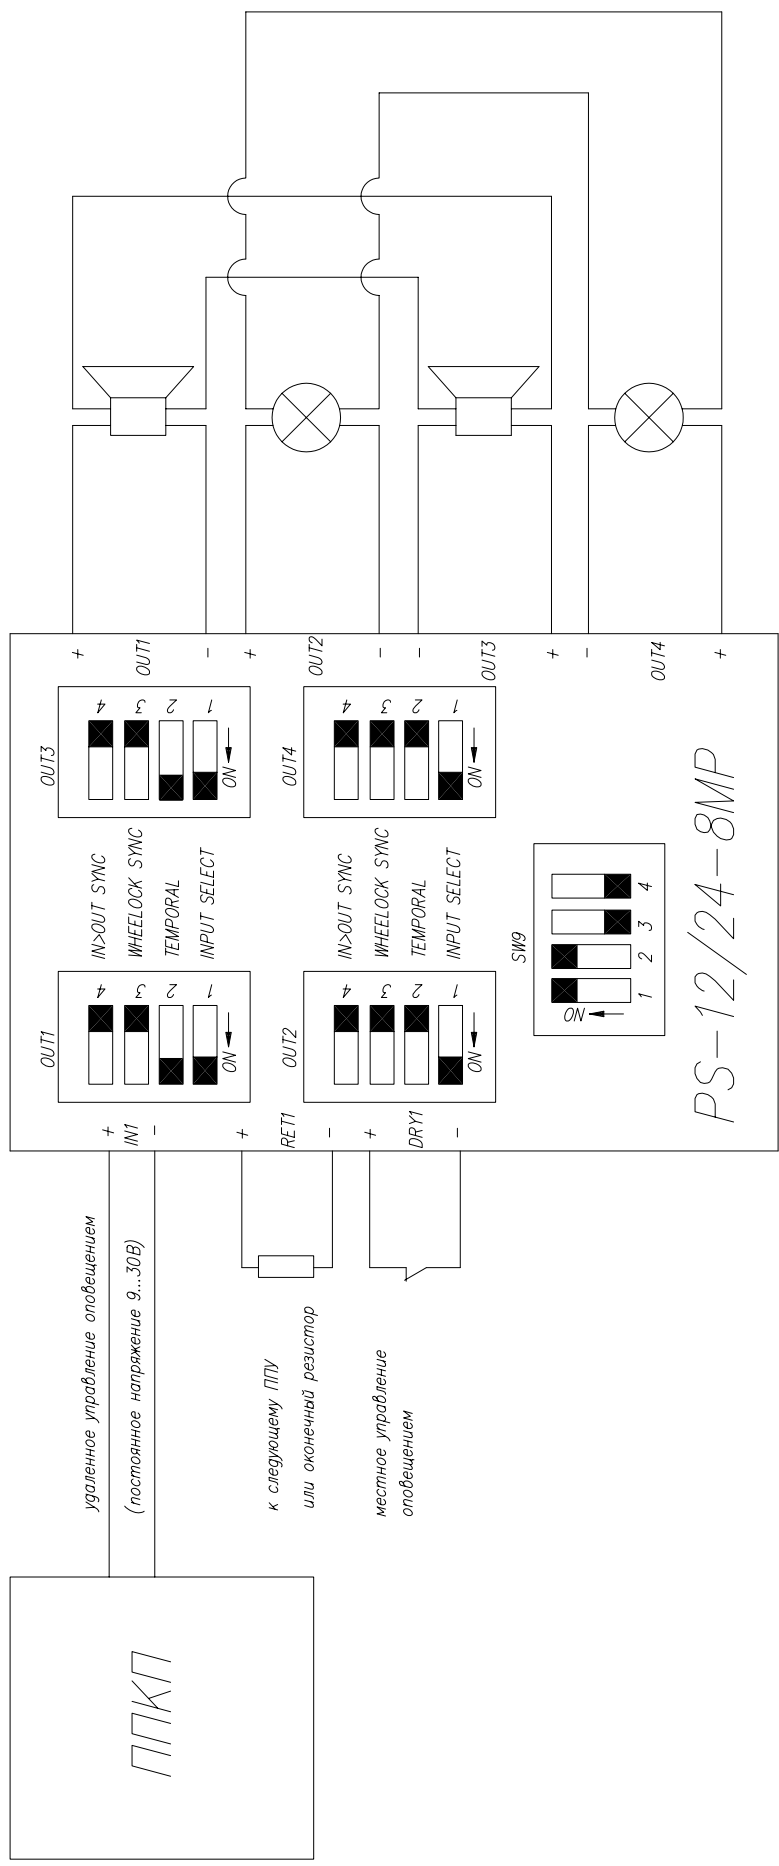 ППКП
удаленное управление оповещением
(постоянное напряжение 9...30В)
к следующему ППУ
или оконечный резистор
местное управление
оповещением
+
IN1
-
+
RET1
-
+
DRY1
-
OUT1
4
3
2
1
ON
IN>OUT SYNC
WHEELOCK SYNC
TEMPORAL
INPUT SELECT
OUT3
4
3
2
1
ON
OUT2
4
3
2
1
ON
IN>OUT SYNC
WHEELOCK SYNC
TEMPORAL
INPUT SELECT
OUT4
4
3
2
1
ON
SW9
ON
1
2
3
4
PS-12/24-8MP
+
OUT1
-
+
OUT2
-
-
OUT3
+
-
OUT4
+